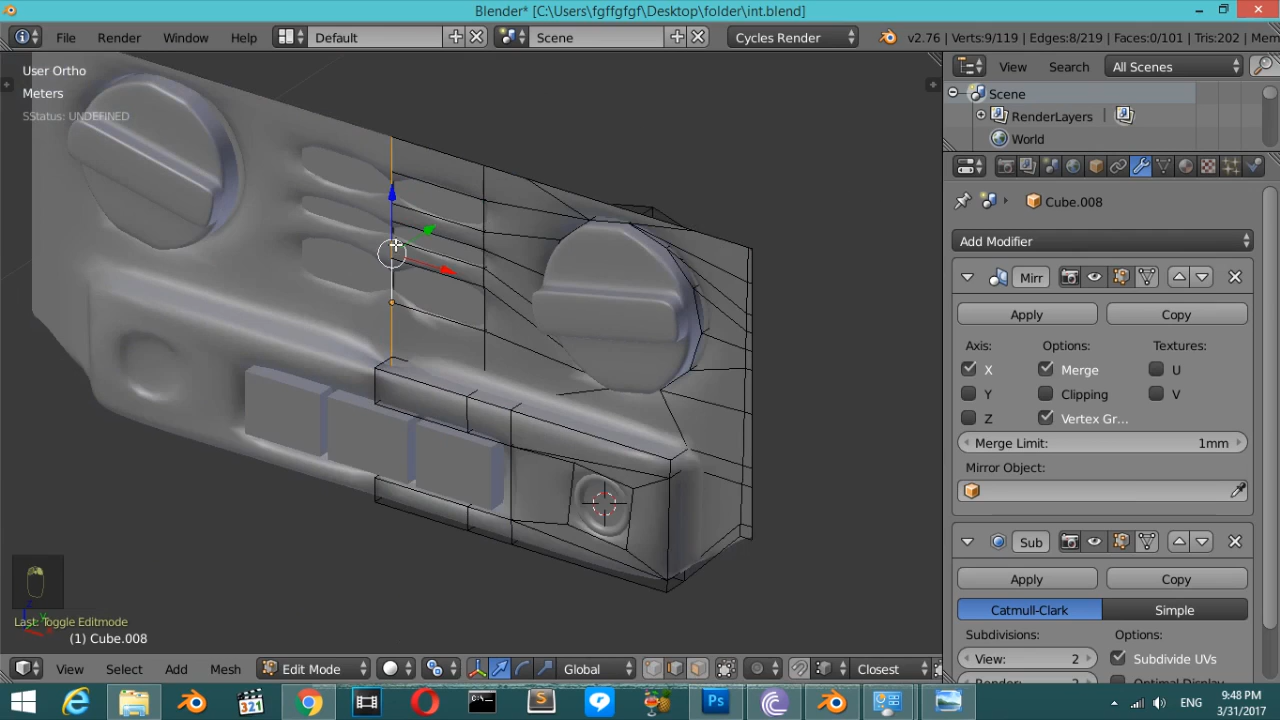 Blender* [C:\Users\fgffgfgf\Desktop\folder\int.blend]
File Render Window Help Default Scene Cycles Render v2.76 | Verts:9/119 | Edges:8/219 | Faces:0/101 | Tris:202 | Mem
View Search All Scenes
User Ortho
Meters
SStatus: UNDEFINED
Scene
RenderLayers
World
Cube.008
Add Modifier
Mirr
Apply Copy
Axis: Options: Textures:
X Merge U
Y Clipping V
Z Vertex Gr...
Merge Limit: 1mm
Mirror Object:
Sub
Apply Copy
Catmull-Clark Simple
Subdivisions: Options:
View: 2 Subdivide UVs
Last: Toggle Editmode
(1) Cube.008
View Select Add Mesh Edit Mode Global Closest
321
ENG
9:48 PM
3/31/2017